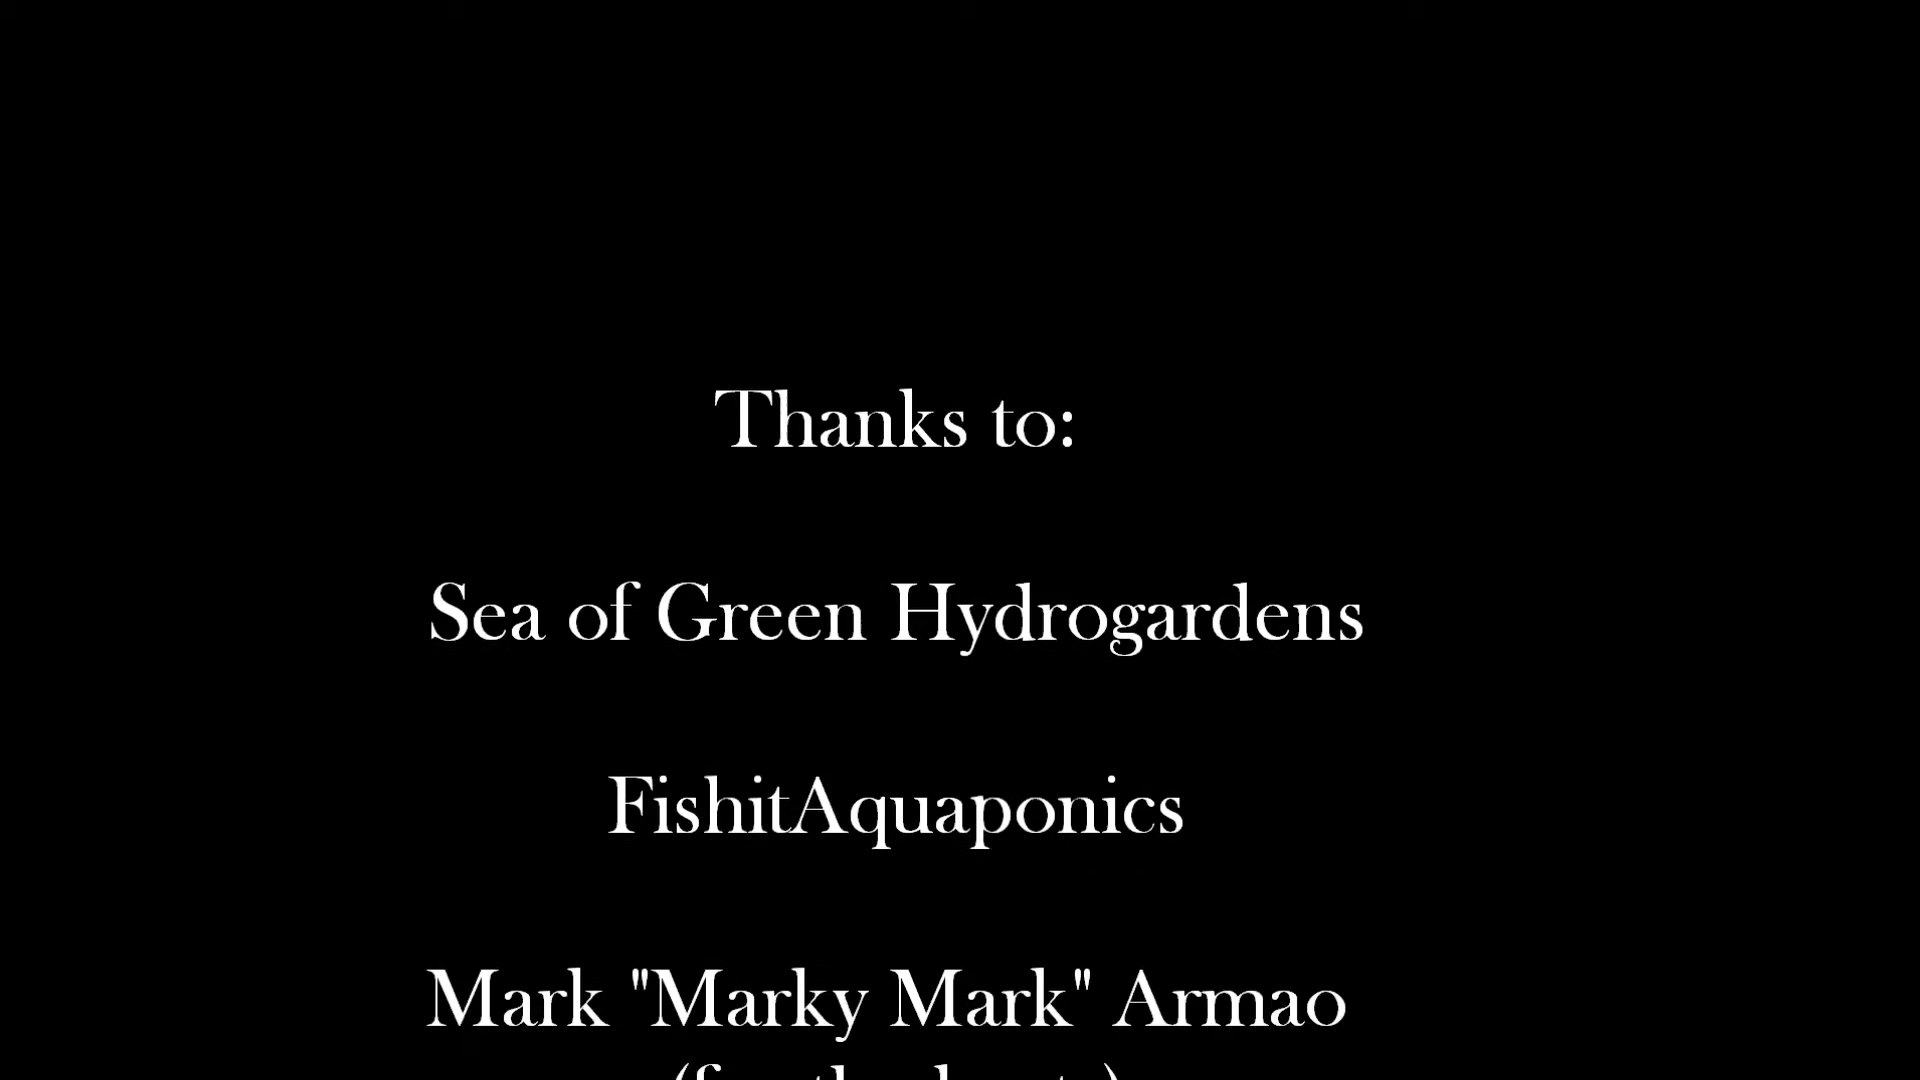 Thanks to:
Sea of Green Hydrogardens
FishitAquaponics
Mark "Marky Mark" Armao